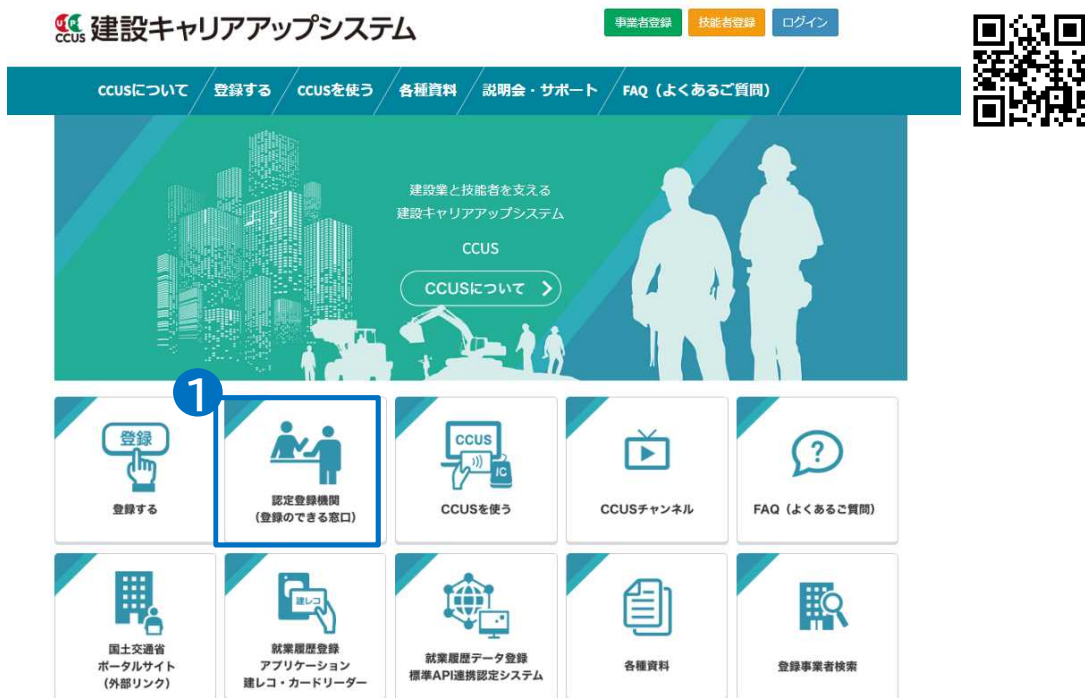 CCUS 建設キャリアアップシステム
事業者登録 技能者登録 ログイン
CCUSについて 登録する CCUSを使う 各種資料 説明会・サポート FAQ（よくあるご質問）
建設業と技能者を支える
建設キャリアアップシステム
CCUS
CCUSについて
1
登録
登録する
認定登録機関
（登録のできる窓口）
CCUS
IC
CCUSを使う
CCUSチャンネル
?
FAQ（よくあるご質問）
国土交通省
ポータルサイト
（外部リンク）
建レコ
就業履歴登録
アプリケーション
建レコ・カードリーダー
就業履歴データ登録
標準API連携認定システム
各種資料
登録事業者検索